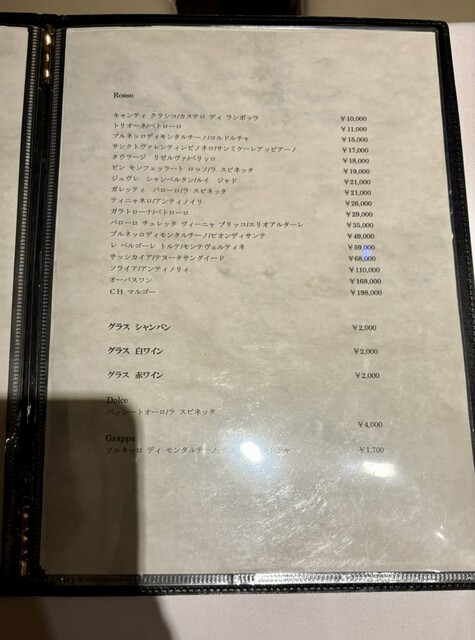 Rosso
キャンティ クラシコ/カステロ ディ ランポッラ ￥10,000
トリオーネ/ペトローロ ￥11,000
ブルネッロディモンタルチーノ/コルドルチャ ￥15,000
サンクトヴァレンティンピノネロ/サンミケーレアッピアーノ ￥17,000
タウラージ リゼルヴァ/ペリッロ ￥18,000
ピン モンフェッラート ロッソ/ラ スピネッタ ￥19,000
ジュヴレ シャンベルタン/ルイ ジャド ￥21,000
ガレッティ バローロ/ラ スピネッタ ￥21,000
ティニャネロ/アンティノイリ ￥26,000
ガラトローナ/ペトローロ ￥29,000
バローロ チェレッタ ヴィーニャ ブリッコ/エリオアルターレ ￥35,000
ブルネッロディモンタルチーノ/ビオンディサンテ ￥49,000
レ ペルゴーレ トルテ/モンテヴェルティネ ￥59,000
サッシカイア/テヌータサングイード ￥68,000
ソライア/アンティノリィ ￥110,000
オーパスワン ￥168,000
ＣＨ マルゴー ￥198,000
グラス シャンパン ￥2,000
グラス 白ワイン ￥2,000
グラス 赤ワイン ￥2,000
Dolce
パッシートオーロ/ラ スピネッタ
￥4,000
Grappa
ブルネッロ ディ モンタルチーノ ￥1,700